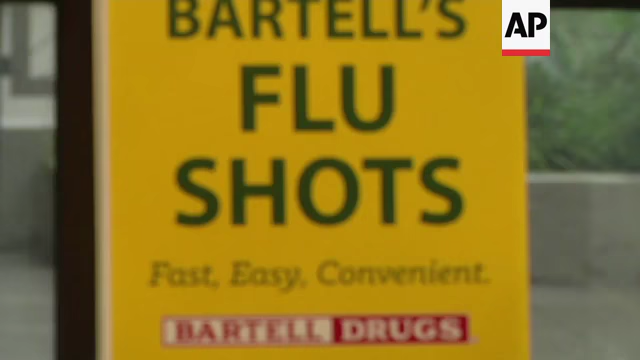 AP
BARTELL'S
FLU
SHOTS
Fast, Easy, Convenient.
BARTELL DRUGS